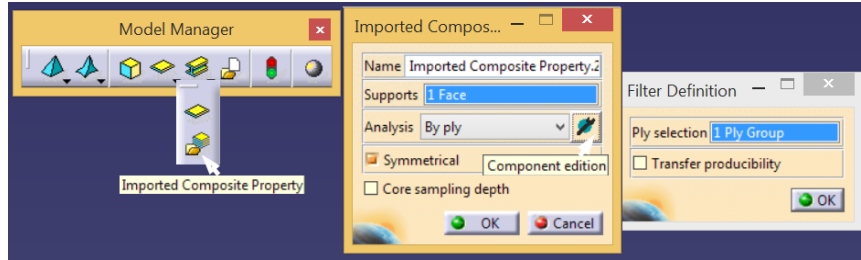 Model Manager
Imported Composite Property
Imported Compos...
Name Imported Composite Property.2
Supports 1 Face
Analysis By ply
Symmetrical
Component edition
Core sampling depth
OK Cancel
Filter Definition
Ply selection 1 Ply Group
Transfer producibility
OK